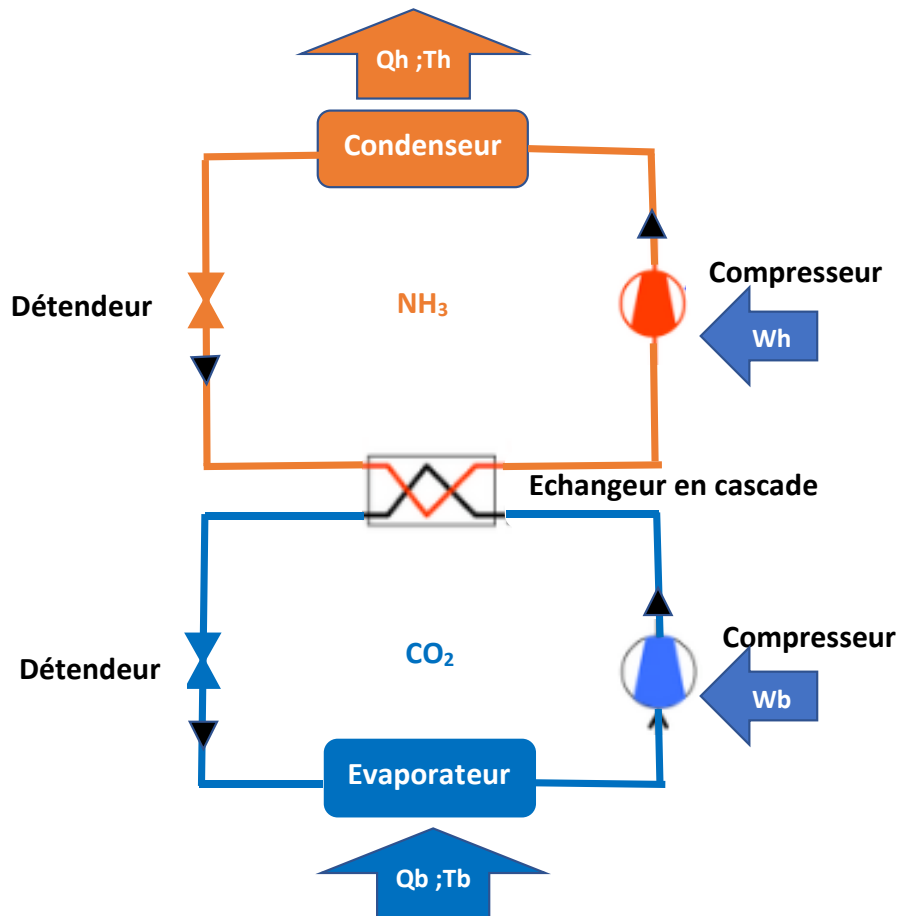 Qh ;Th
Condenseur
Compresseur
Détendeur
NH₃
Wh
Echangeur en cascade
Compresseur
CO₂
Détendeur
Wb
Evaporateur
Qb ;Tb